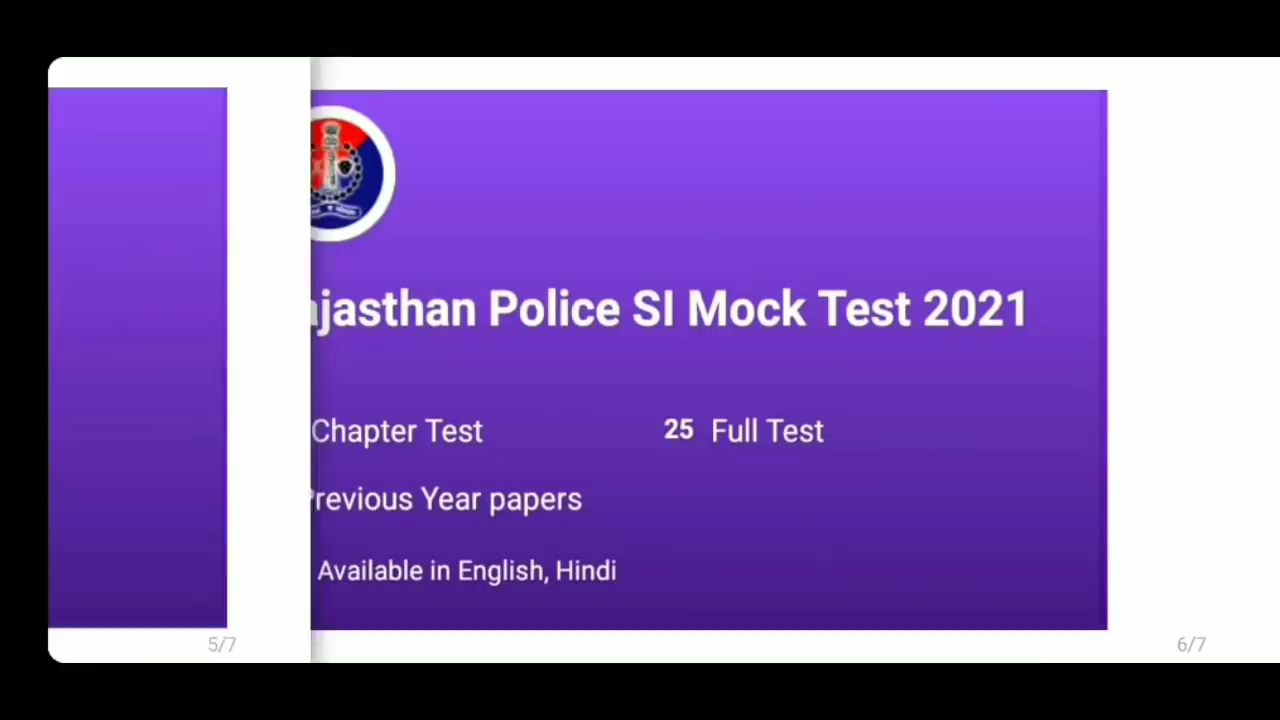 ajasthan Police SI Mock Test 2021
Chapter Test
25 Full Test
Previous Year papers
Available in English, Hindi
5/7
6/7